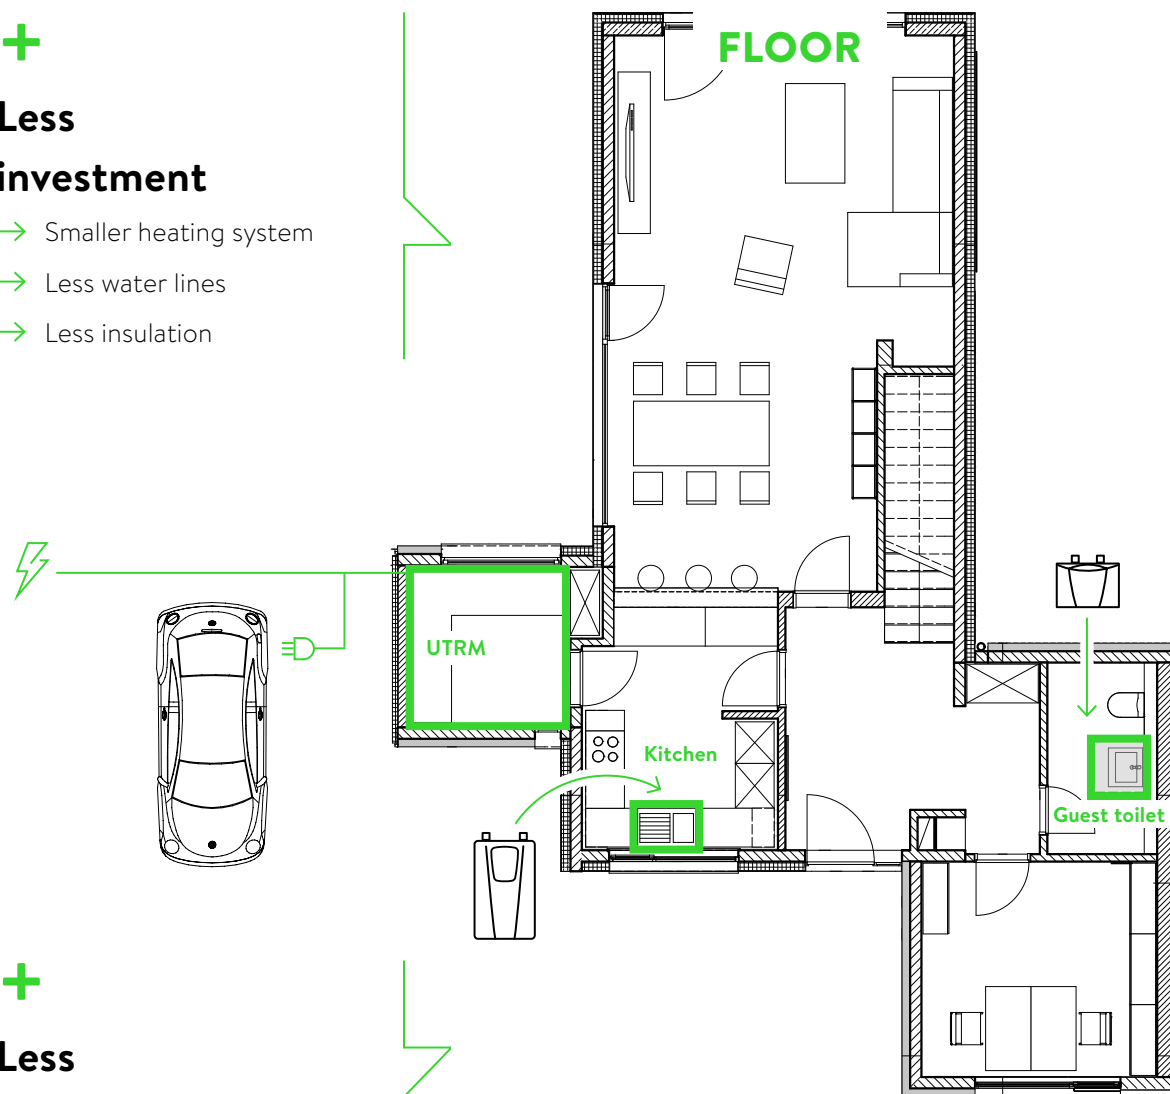 +
Less
investment
→ Smaller heating system
→ Less water lines
→ Less insulation
FLOOR
UTRM
Kitchen
Guest toilet
+
Less